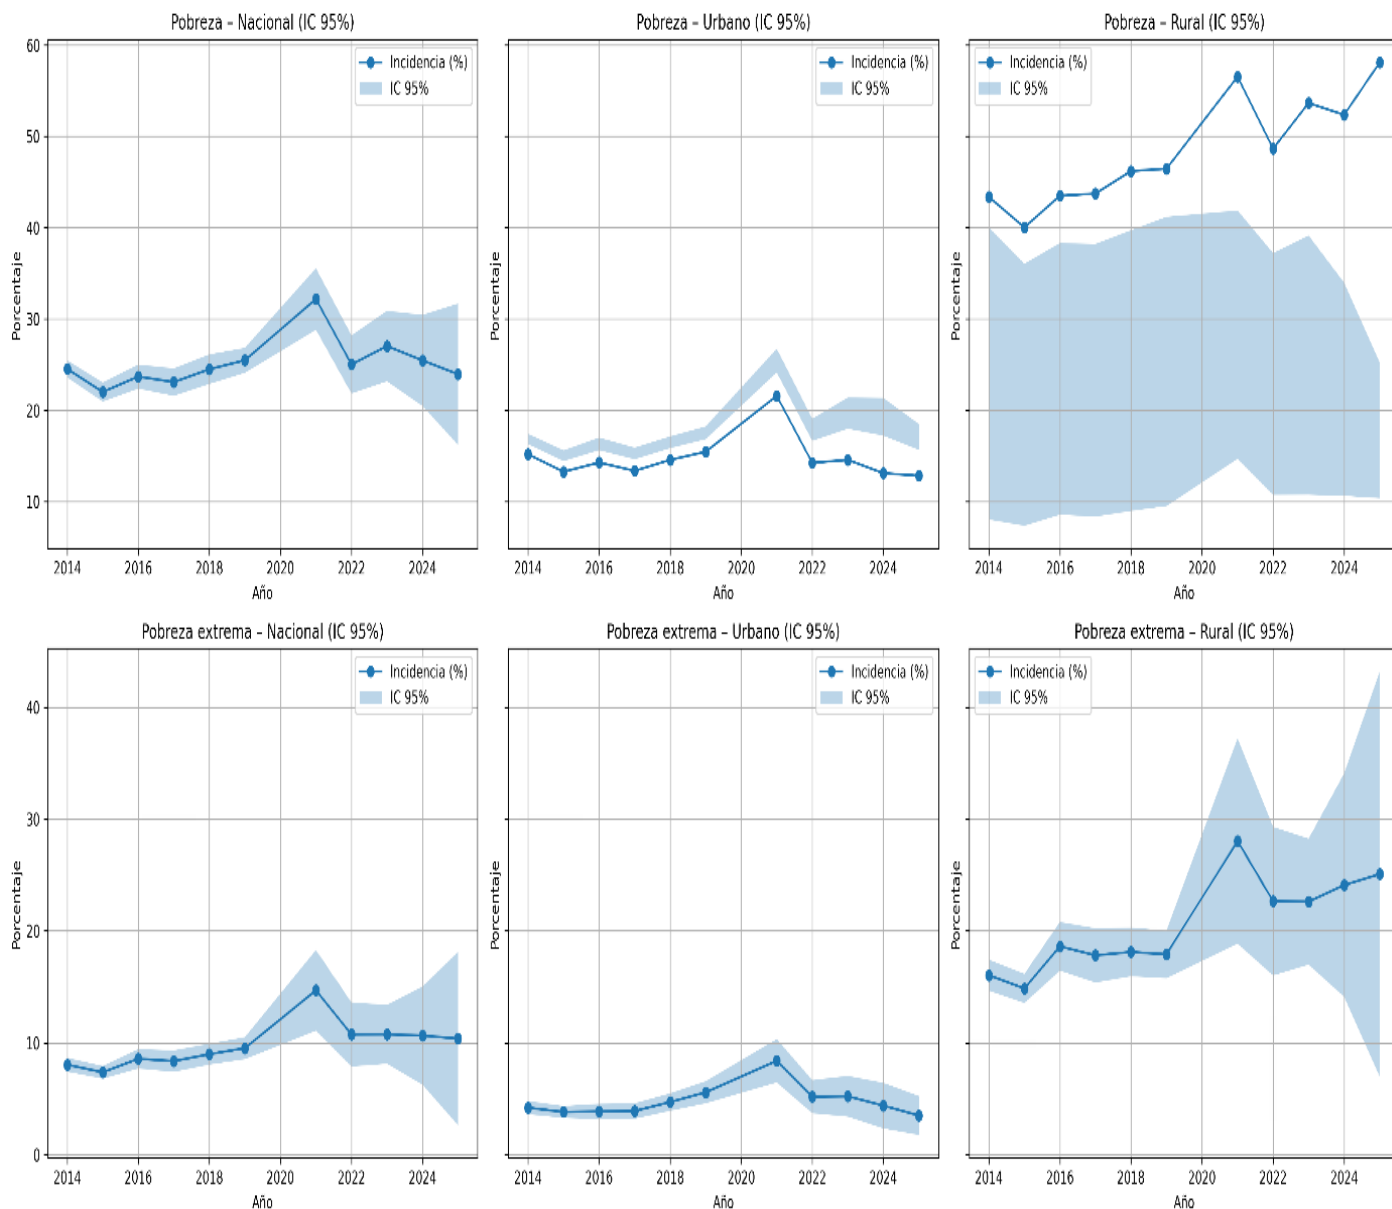 Pobreza – Nacional (IC 95%)
Incidencia (%)
IC 95%
60
50
40
30
20
10
Porcentaje
2014 2016 2018 2020 2022 2024
Año
Pobreza – Urbano (IC 95%)
Incidencia (%)
IC 95%
Porcentaje
2014 2016 2018 2020 2022 2024
Año
Pobreza – Rural (IC 95%)
Incidencia (%)
IC 95%
Porcentaje
2014 2016 2018 2020 2022 2024
Año
Pobreza extrema – Nacional (IC 95%)
Incidencia (%)
IC 95%
40
30
20
10
0
Porcentaje
2014 2016 2018 2020 2022 2024
Año
Pobreza extrema – Urbano (IC 95%)
Incidencia (%)
IC 95%
Porcentaje
2014 2016 2018 2020 2022 2024
Año
Pobreza extrema – Rural (IC 95%)
Incidencia (%)
IC 95%
Porcentaje
2014 2016 2018 2020 2022 2024
Año